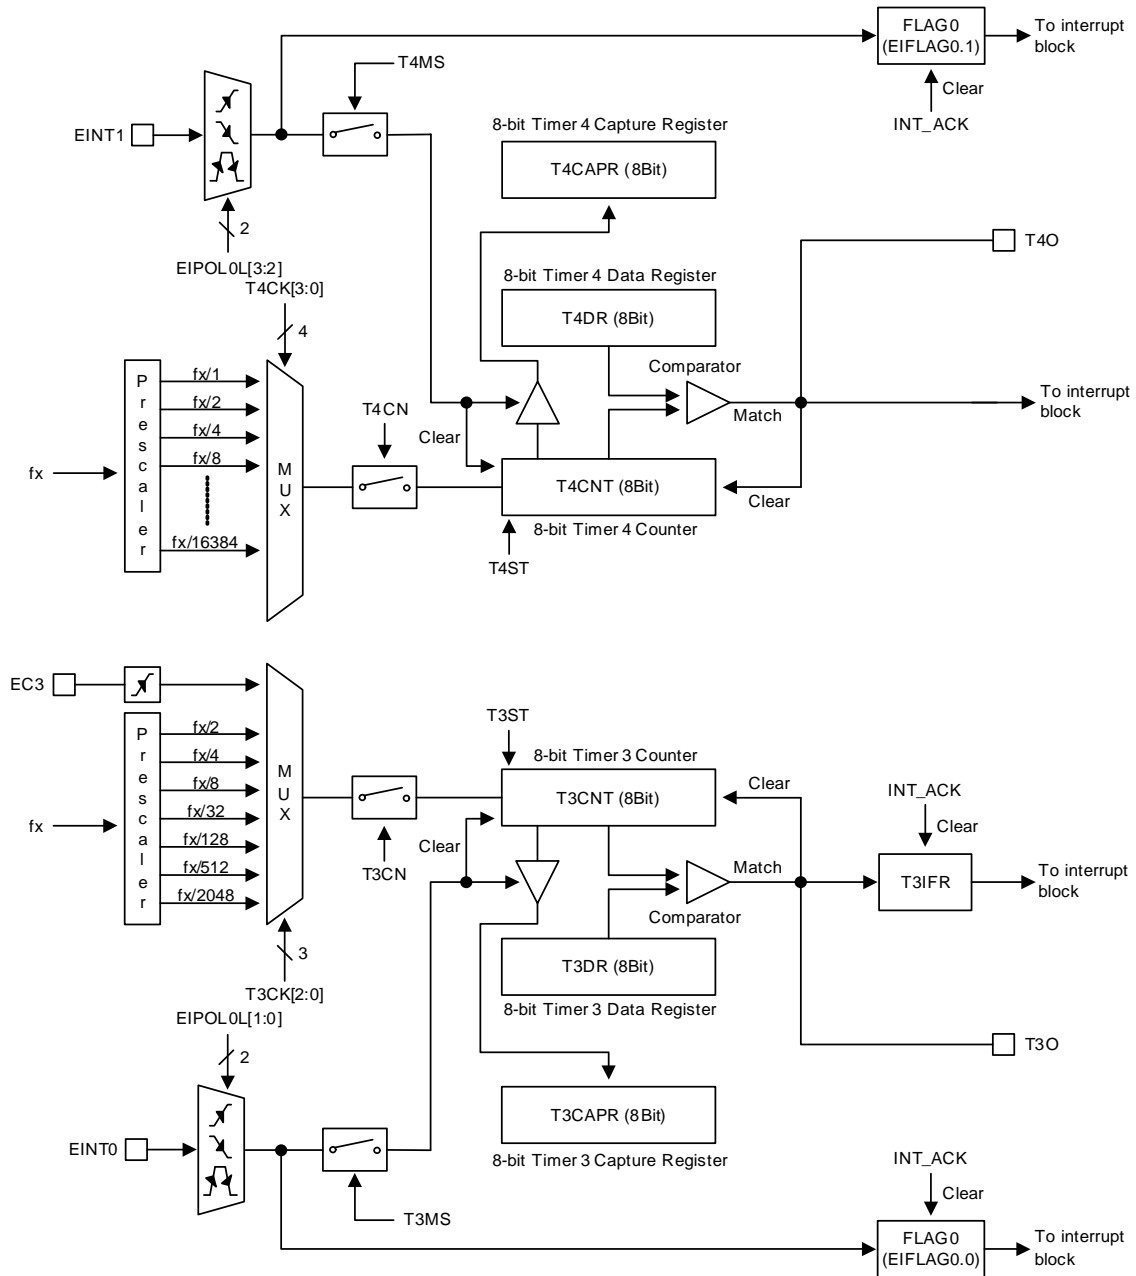 FLAG0
(EIFLAG0.1)
To interrupt
block
Clear
INT_ACK
T4MS
EINT1
2
EIPOL0L[3:2]
8-bit Timer 4 Capture Register
T4CAPR (8Bit)
T4O
8-bit Timer 4 Data Register
T4DR (8Bit)
T4CK[3:0]
4
Prescaler
fx/1
fx/2
fx/4
fx/8
fx/16384
fx
MUX
T4CN
Clear
Comparator
Match
To interrupt
block
T4CNT (8Bit)
Clear
8-bit Timer 4 Counter
T4ST
EC3
Prescaler
fx/2
fx/4
fx/8
fx/32
fx/128
fx/512
fx/2048
fx
MUX
T3ST
8-bit Timer 3 Counter
T3CNT (8Bit)
Clear
T3CN
Clear
Match
Comparator
INT_ACK
Clear
T3IFR
To interrupt
block
3
T3CK[2:0]
T3DR (8Bit)
8-bit Timer 3 Data Register
T3O
EIPOL0L[1:0]
2
EINT0
T3MS
T3CAPR (8Bit)
8-bit Timer 3 Capture Register
INT_ACK
Clear
FLAG0
(EIFLAG0.0)
To interrupt
block